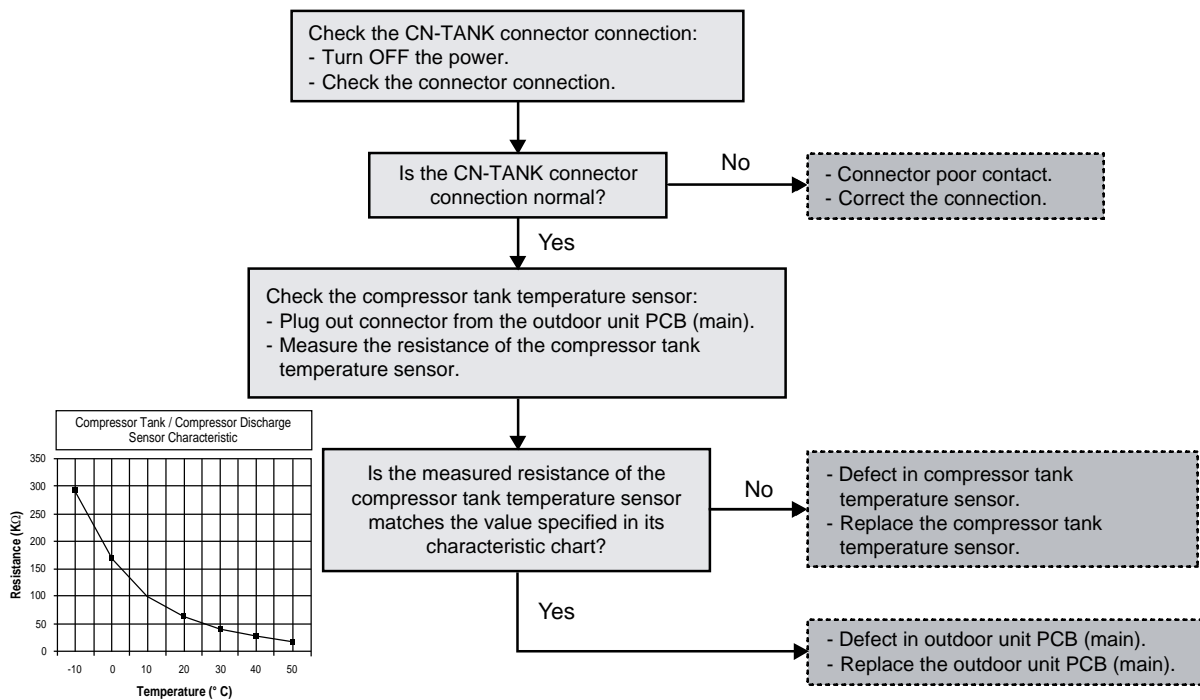 Check the CN-TANK connector connection:
- Turn OFF the power.
- Check the connector connection.
Is the CN-TANK connector
connection normal?
No
- Connector poor contact.
- Correct the connection.
Yes
Check the compressor tank temperature sensor:
- Plug out connector from the outdoor unit PCB (main).
- Measure the resistance of the compressor tank
temperature sensor.
Compressor Tank / Compressor Discharge
Sensor Characteristic
Resistance (KΩ)
350
300
250
200
150
100
50
0
-10 0 10 20 30 40 50
Temperature (° C)
Is the measured resistance of the
compressor tank temperature sensor
matches the value specified in its
characteristic chart?
No
- Defect in compressor tank
temperature sensor.
- Replace the compressor tank
temperature sensor.
Yes
- Defect in outdoor unit PCB (main).
- Replace the outdoor unit PCB (main).